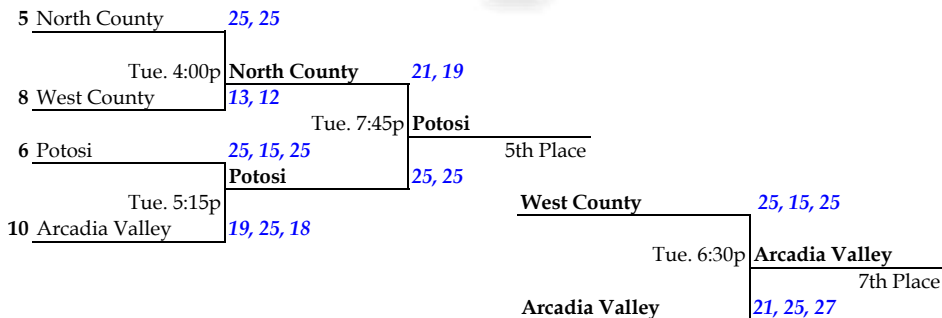 5 North County 25, 25
Tue. 4:00p North County 21, 19
8 West County 13, 12
Tue. 7:45p Potosi
6 Potosi 25, 15, 25 5th Place
Potosi 25, 25
Tue. 5:15p West County 25, 15, 25
10 Arcadia Valley 19, 25, 18
Tue. 6:30p Arcadia Valley
7th Place
Arcadia Valley 21, 25, 27